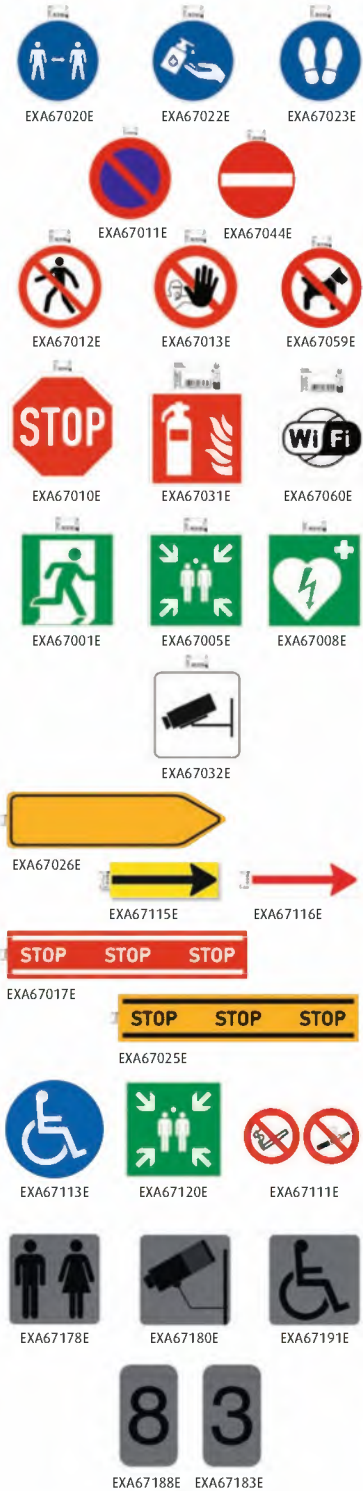 EXA67020E EXA67022E EXA67023E
EXA67011E EXA67044E
EXA67012E EXA67013E EXA67059E
STOP Wi Fi
EXA67010E EXA67031E EXA67060E
EXA67001E EXA67005E EXA67008E
EXA67032E
EXA67026E
EXA67115E EXA67116E
STOP STOP STOP
EXA67017E
STOP STOP STOP
EXA67025E
EXA67113E EXA67120E EXA67111E
EXA67178E EXA67180E EXA67191E
8 3
EXA67188E EXA67183E